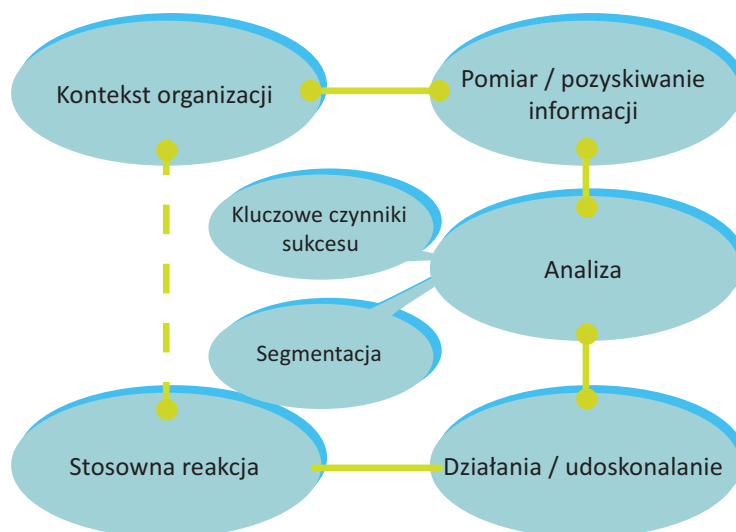 Kontekst organizacji
Pomiar / pozyskiwanie
informacji
Kluczowe czynniki
sukcesu
Analiza
Segmentacja
Stosowna reakcja
Działania / udoskonalanie